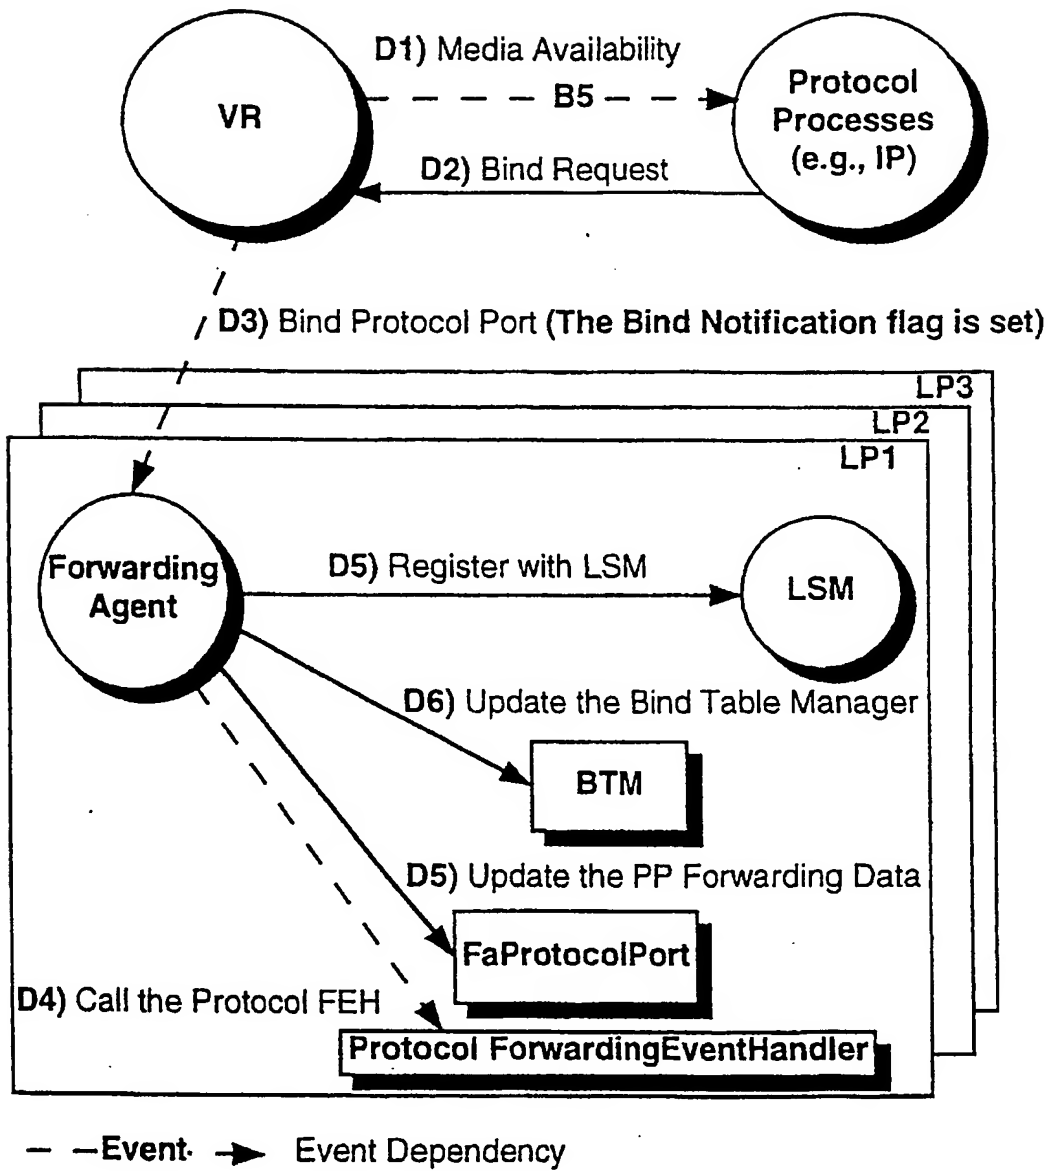 D1) Media Availability
VR
B5
Protocol
Processes
(e.g., IP)
D2) Bind Request
D3) Bind Protocol Port (The Bind Notification flag is set)
LP3
LP2
LP1
Forwarding
Agent
D5) Register with LSM
LSM
D6) Update the Bind Table Manager
BTM
D5) Update the PP Forwarding Data
FaProtocolPort
D4) Call the Protocol FEH
Protocol ForwardingEventHandler
Event
Event Dependency